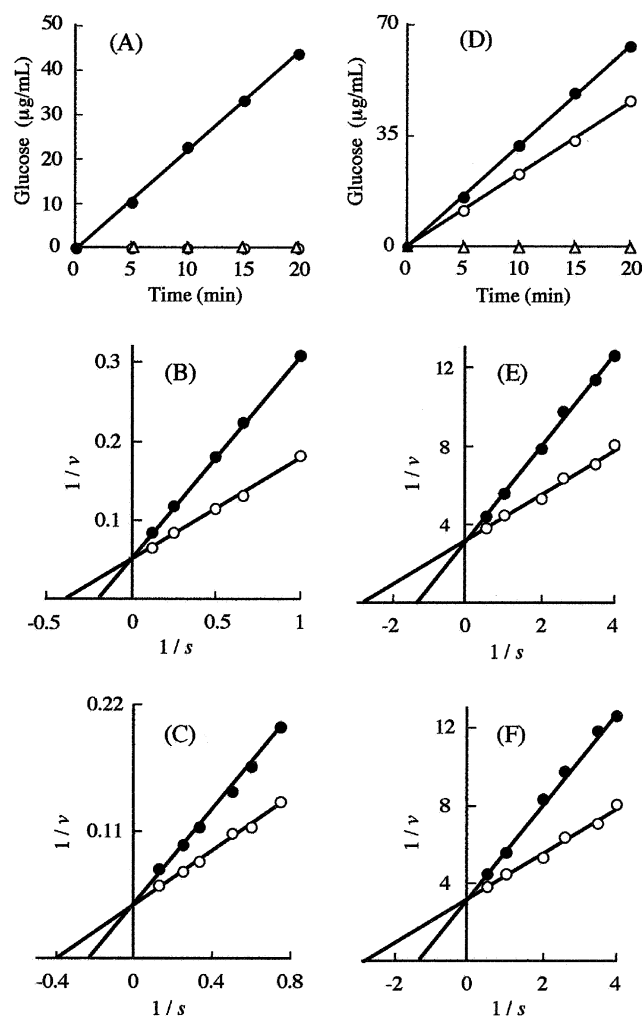 (A)
50
40
30
20
10
0
Glucose (μg/mL)
0 5 10 15 20
Time (min)
(D)
70
35
0
Glucose (μg/mL)
0 5 10 15 20
Time (min)
(B)
0.3
0.2
0.1
1 / v
-0.5 0 0.5 1
1 / s
(E)
12
8
4
1 / v
-2 0 2 4
1 / s
(C)
0.22
0.11
1 / v
-0.4 0 0.4 0.8
1 / s
(F)
12
8
4
1 / v
-2 0 2 4
1 / s